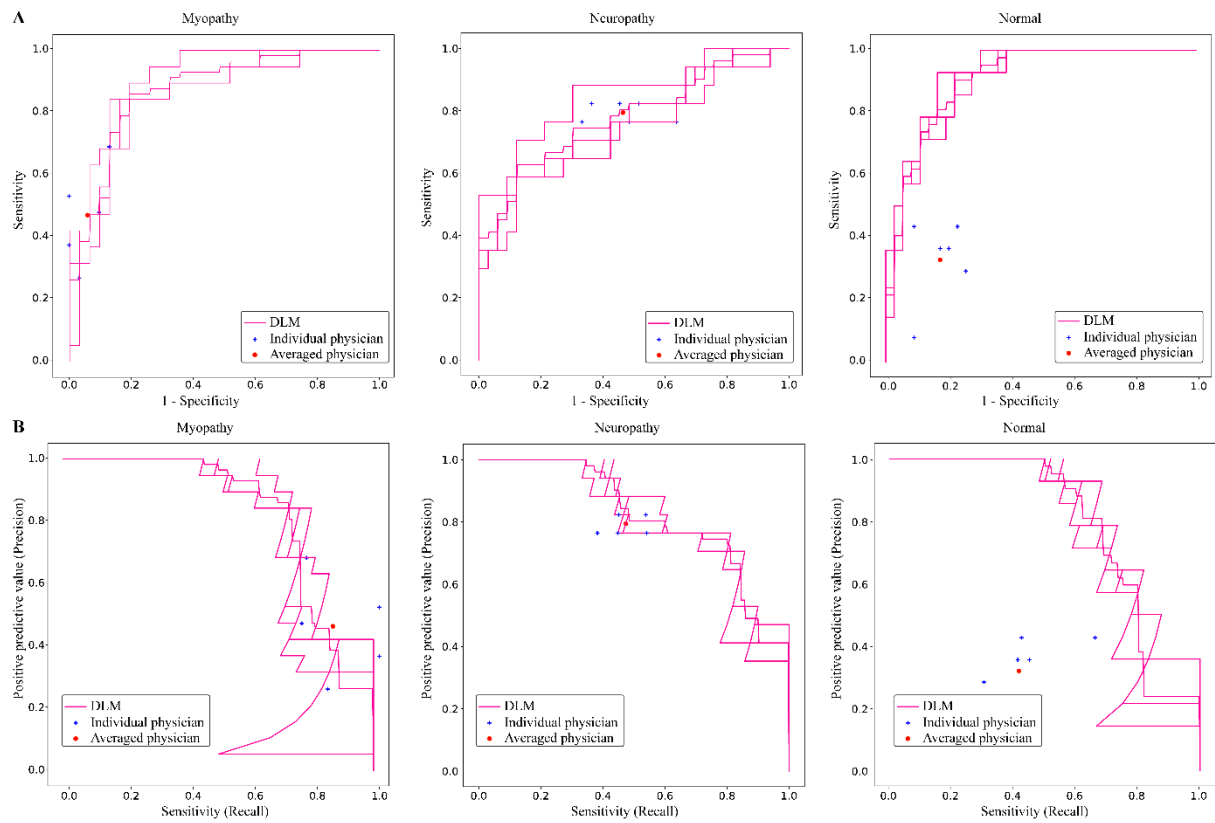 A
Myopathy
Neuropathy
Normal
1.0
0.8
0.6
0.4
0.2
0.0
Sensitivity
DLM
Individual physician
Averaged physician
0.0 0.2 0.4 0.6 0.8 1.0
1 - Specificity
1.0
0.8
0.6
0.4
0.2
0.0
Sensitivity
DLM
Individual physician
Averaged physician
0.0 0.2 0.4 0.6 0.8 1.0
1 - Specificity
1.0
0.8
0.6
0.4
0.2
0.0
Sensitivity
DLM
Individual physician
Averaged physician
0.0 0.2 0.4 0.6 0.8 1.0
1 - Specificity
B
Myopathy
Neuropathy
Normal
1.0
0.8
0.6
0.4
0.2
0.0
Positive predictive value (Precision)
DLM
Individual physician
Averaged physician
0.0 0.2 0.4 0.6 0.8 1.0
Sensitivity (Recall)
1.0
0.8
0.6
0.4
0.2
0.0
Positive predictive value (Precision)
DLM
Individual physician
Averaged physician
0.0 0.2 0.4 0.6 0.8 1.0
Sensitivity (Recall)
1.0
0.8
0.6
0.4
0.2
0.0
Positive predictive value (Precision)
DLM
Individual physician
Averaged physician
0.0 0.2 0.4 0.6 0.8 1.0
Sensitivity (Recall)